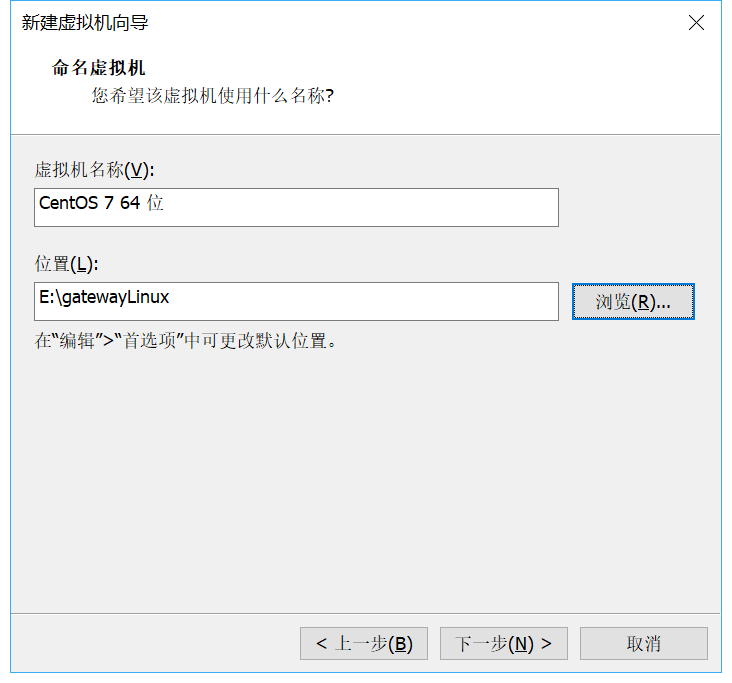 新建虚拟机向导
命名虚拟机
您希望该虚拟机使用什么名称?
虚拟机名称(V):
CentOS 7 64 位
位置(L):
E:\gatewayLinux
浏览(R)...
在“编辑”>“首选项”中可更改默认位置。
< 上一步(B)
下一步(N) >
取消